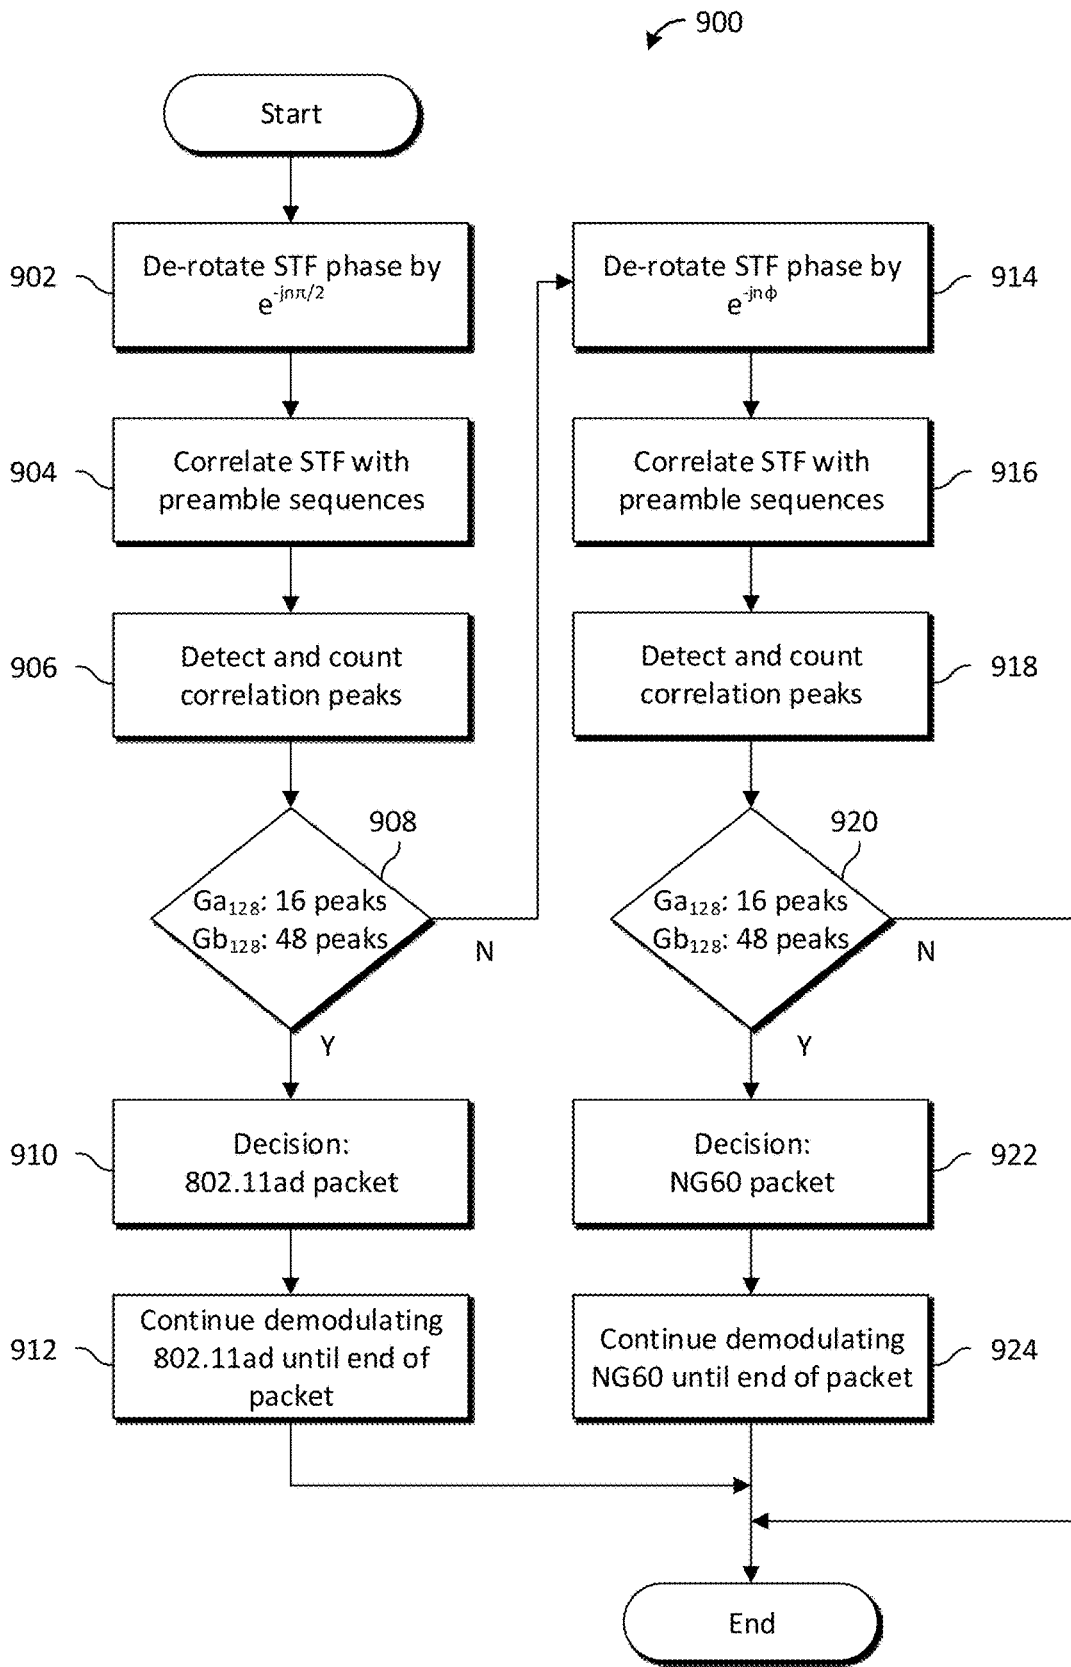 900
Start
902
De-rotate STF phase by
e^-jnπ/2
904
Correlate STF with
preamble sequences
906
Detect and count
correlation peaks
908
Ga₁₂₈: 16 peaks
Gb₁₂₈: 48 peaks
N
Y
910
Decision:
802.11ad packet
912
Continue demodulating
802.11ad until end of
packet
De-rotate STF phase by
e^-jnϕ
914
Correlate STF with
preamble sequences
916
Detect and count
correlation peaks
918
920
Ga₁₂₈: 16 peaks
Gb₁₂₈: 48 peaks
N
Y
Decision:
NG60 packet
922
Continue demodulating
NG60 until end of packet
924
End